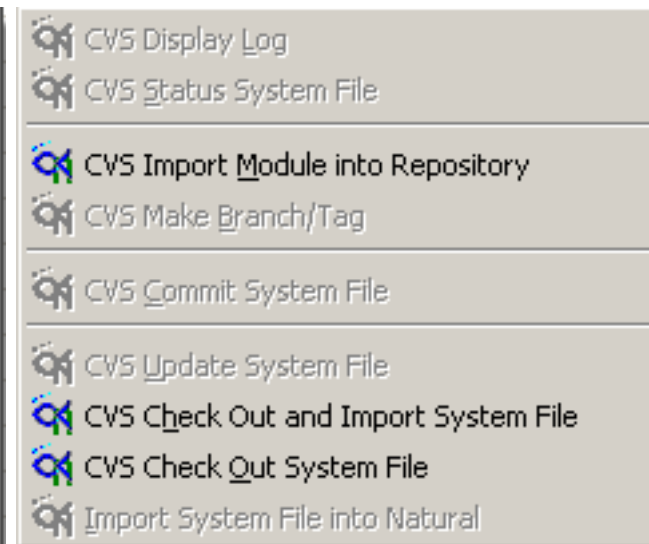 CVS Display Log
CVS Status System File
CVS Import Module into Repository
CVS Make Branch/Tag
CVS Commit System File
CVS Update System File
CVS Check Out and Import System File
CVS Check Out System File
Import System File into Natural